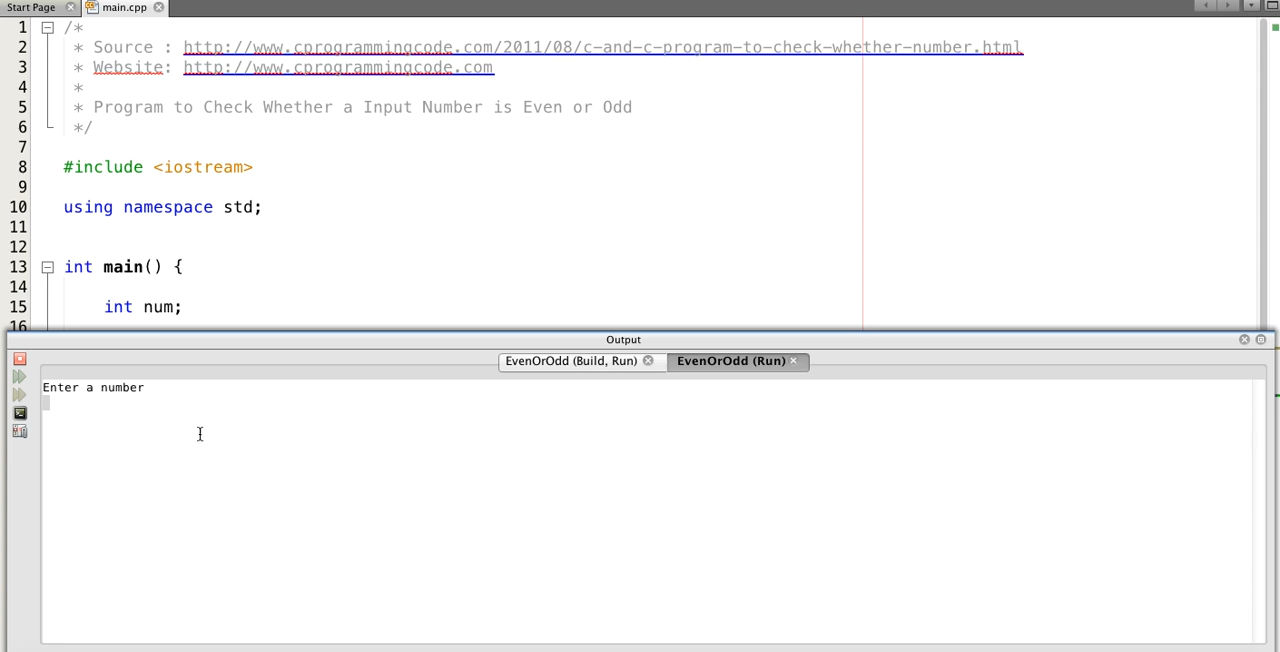 Start Page main.cpp
1 /*
2 * Source : http://www.cprogrammingcode.com/2011/08/c-and-c-program-to-check-whether-number.html
3 * Website: http://www.cprogrammingcode.com
4 *
5 * Program to Check Whether a Input Number is Even or Odd
6 */
7
8 #include <iostream>
9
10 using namespace std;
11
12
13 int main() {
14
15 int num;
16
Output
EvenOrOdd (Build, Run) EvenOrOdd (Run)
Enter a number